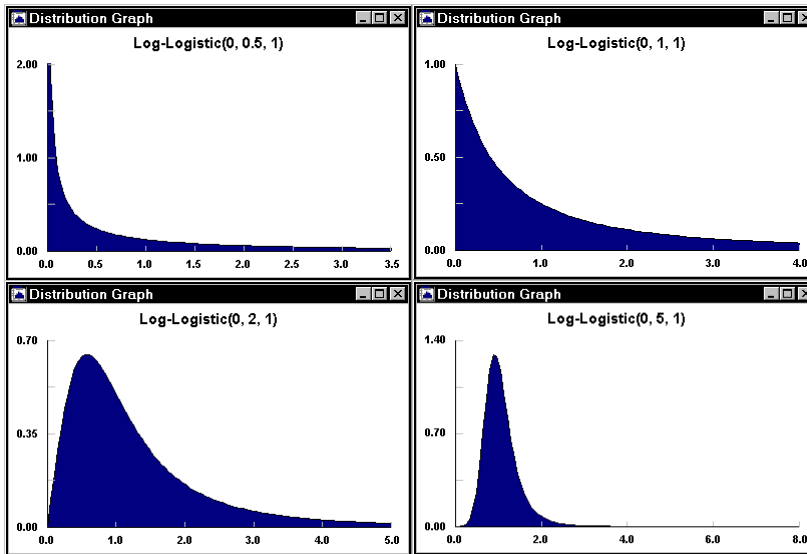 Distribution Graph
Log-Logistic(0, 0.5, 1)
2.00
1.00
0.00
0.0 0.5 1.0 1.5 2.0 2.5 3.0 3.5
Distribution Graph
Log-Logistic(0, 1, 1)
1.00
0.50
0.00
0.0 1.0 2.0 3.0 4.0
Distribution Graph
Log-Logistic(0, 2, 1)
0.70
0.35
0.00
0.0 1.0 2.0 3.0 4.0 5.0
Distribution Graph
Log-Logistic(0, 5, 1)
1.40
0.70
0.00
0.0 2.0 4.0 6.0 8.0